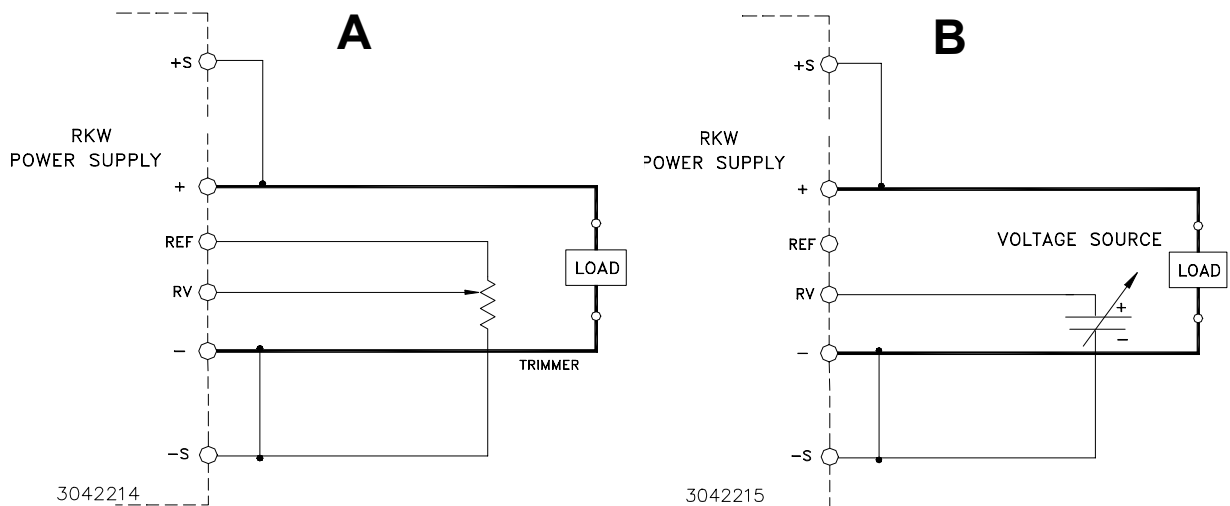 A
+S
RKW
POWER SUPPLY
+
REF
RV
LOAD
−
TRIMMER
−S
3042214
B
+S
RKW
POWER SUPPLY
+
REF
VOLTAGE SOURCE
RV
LOAD
+
−
−
−S
3042215